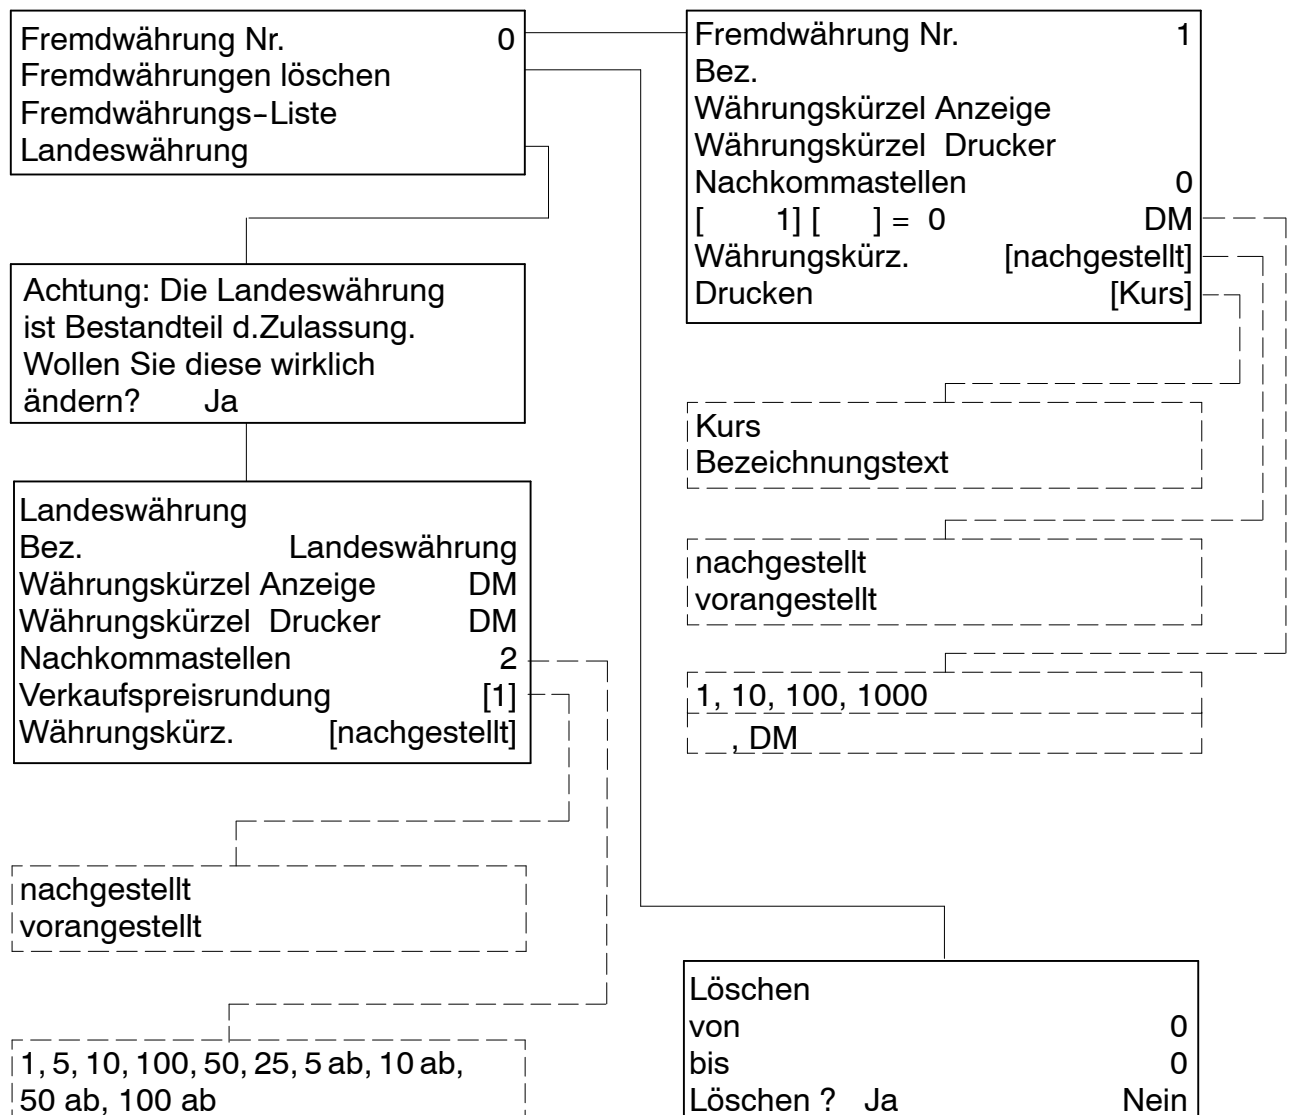 Fremdwährung Nr. 0
Fremdwährungen löschen
Fremdwährungs-Liste
Landeswährung
Achtung: Die Landeswährung
ist Bestandteil d.Zulassung.
Wollen Sie diese wirklich
ändern? Ja
Landeswährung
Bez. Landeswährung
Währungskürzel Anzeige DM
Währungskürzel Drucker DM
Nachkommastellen 2
Verkaufspreisrundung [1]
Währungskürz. [nachgestellt]
nachgestellt
vorangestellt
1, 5, 10, 100, 50, 25, 5 ab, 10 ab,
50 ab, 100 ab
Fremdwährung Nr. 1
Bez.
Währungskürzel Anzeige
Währungskürzel Drucker
Nachkommastellen 0
[ 1] [ ] = 0 DM
Währungskürz. [nachgestellt]
Drucken [Kurs]
Kurs
Bezeichnungstext
nachgestellt
vorangestellt
1, 10, 100, 1000
, DM
Löschen
von 0
bis 0
Löschen ? Ja Nein